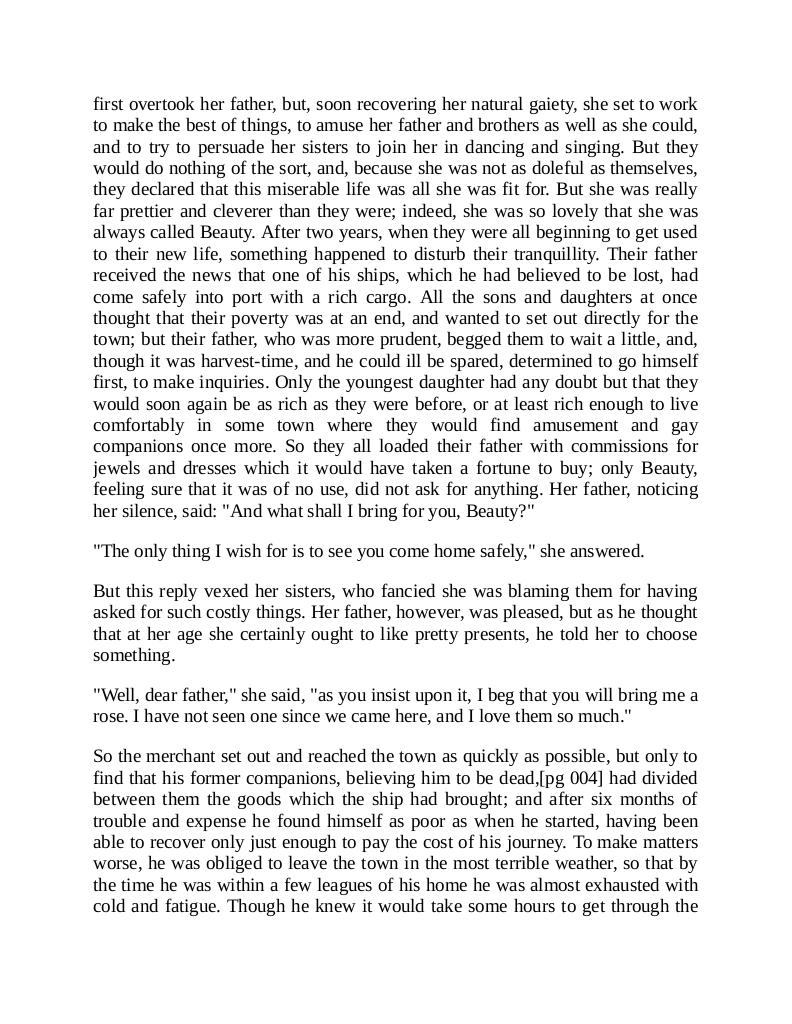 first overtook her father, but, soon recovering her natural gaiety, she set to work
to make the best of things, to amuse her father and brothers as well as she could,
and to try to persuade her sisters to join her in dancing and singing. But they
would do nothing of the sort, and, because she was not as doleful as themselves,
they declared that this miserable life was all she was fit for. But she was really
far prettier and cleverer than they were; indeed, she was so lovely that she was
always called Beauty. After two years, when they were all beginning to get used
to their new life, something happened to disturb their tranquillity. Their father
received the news that one of his ships, which he had believed to be lost, had
come safely into port with a rich cargo. All the sons and daughters at once
thought that their poverty was at an end, and wanted to set out directly for the
town; but their father, who was more prudent, begged them to wait a little, and,
though it was harvest-time, and he could ill be spared, determined to go himself
first, to make inquiries. Only the youngest daughter had any doubt but that they
would soon again be as rich as they were before, or at least rich enough to live
comfortably in some town where they would find amusement and gay
companions once more. So they all loaded their father with commissions for
jewels and dresses which it would have taken a fortune to buy; only Beauty,
feeling sure that it was of no use, did not ask for anything. Her father, noticing
her silence, said: "And what shall I bring for you, Beauty?"
"The only thing I wish for is to see you come home safely," she answered.
But this reply vexed her sisters, who fancied she was blaming them for having
asked for such costly things. Her father, however, was pleased, but as he thought
that at her age she certainly ought to like pretty presents, he told her to choose
something.
"Well, dear father," she said, "as you insist upon it, I beg that you will bring me a
rose. I have not seen one since we came here, and I love them so much."
So the merchant set out and reached the town as quickly as possible, but only to
find that his former companions, believing him to be dead,[pg 004] had divided
between them the goods which the ship had brought; and after six months of
trouble and expense he found himself as poor as when he started, having been
able to recover only just enough to pay the cost of his journey. To make matters
worse, he was obliged to leave the town in the most terrible weather, so that by
the time he was within a few leagues of his home he was almost exhausted with
cold and fatigue. Though he knew it would take some hours to get through the